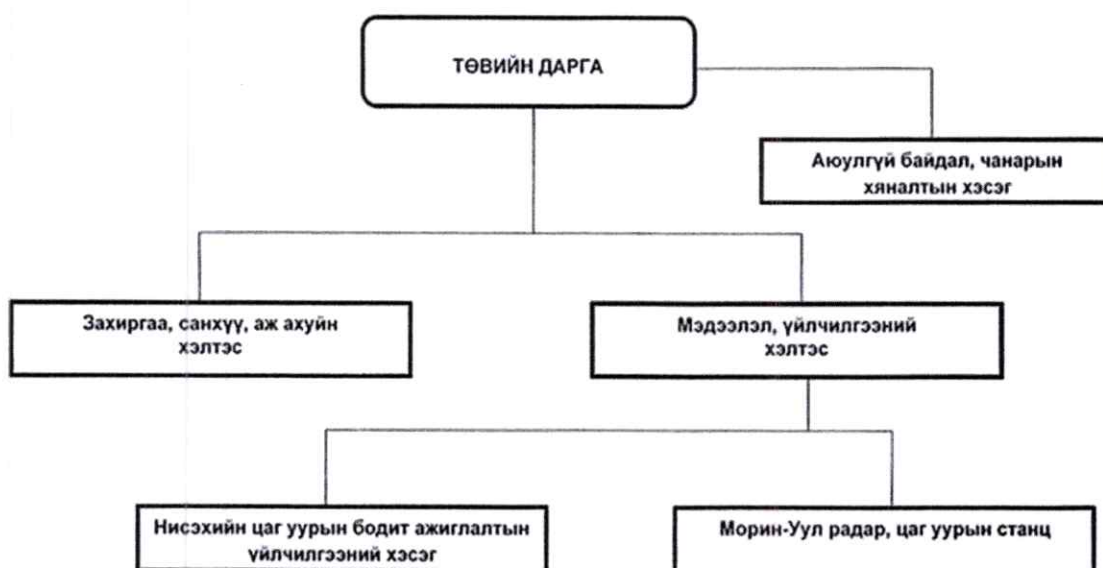 ТӨВИЙН ДАРГА
Аюулгүй байдал, чанарын
хяналтын хэсэг
Захиргаа, санхүү, аж ахуйн
хэлтэс
Мэдээлэл, үйлчилгээний
хэлтэс
Нисэхийн цаг уурын бодит ажиглалтын
үйлчилгээний хэсэг
Морин-Уул радар, цаг уурын станц